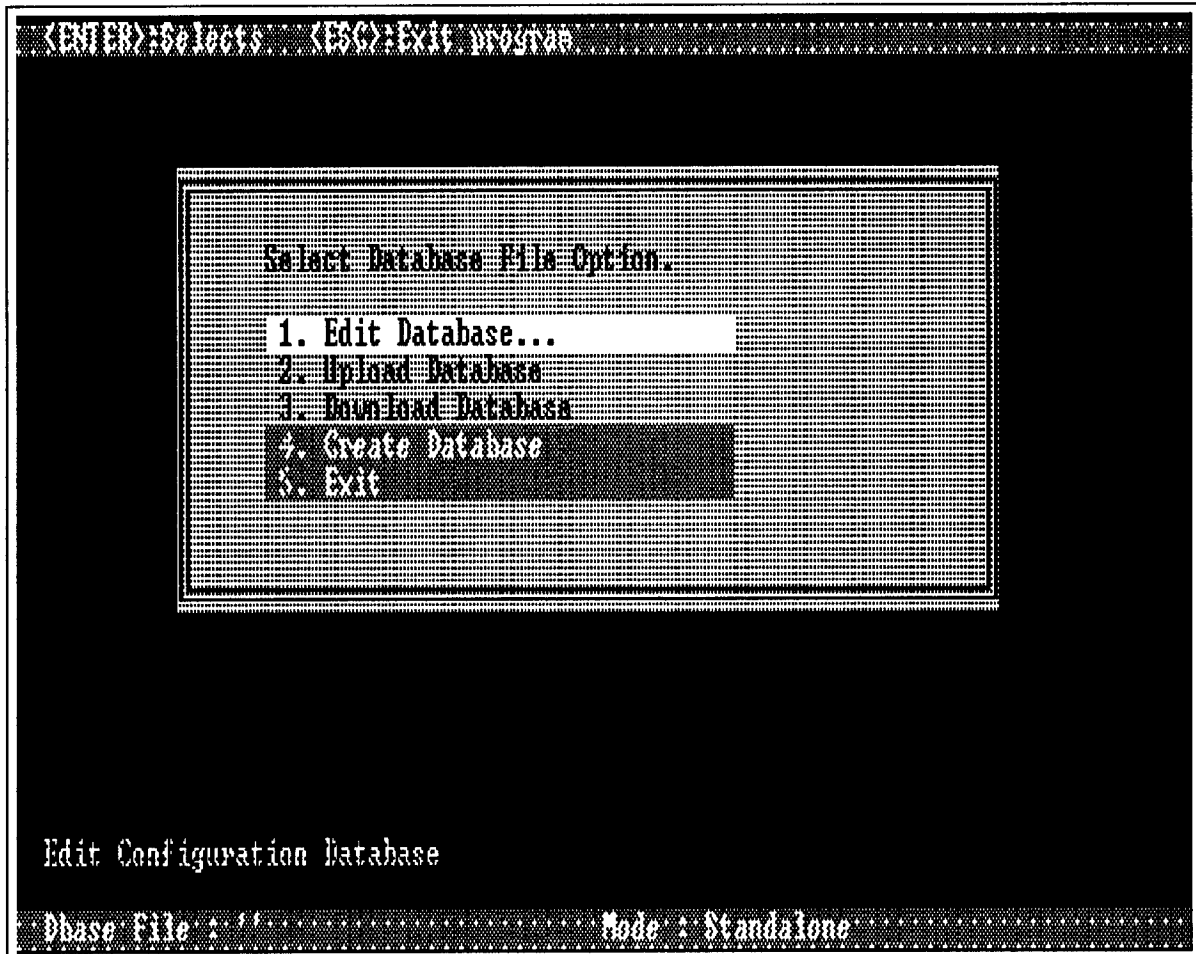 <ENTER>:Selects <ESC>:Exit program
Select Database File Option.
1. Edit Database...
2. Upload Database
3. Download Database
4. Create Database
5. Exit
Edit Configuration Database
Dbase File : '' Mode : Standalone